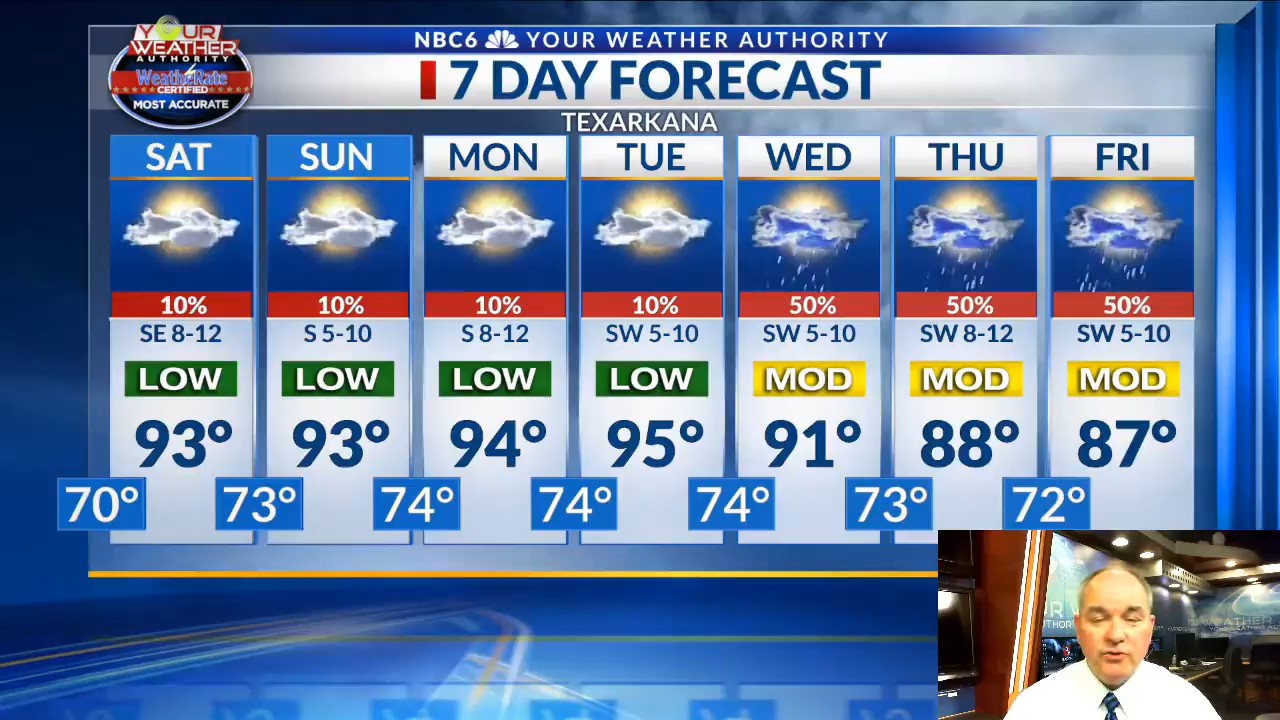 YOUR
WEATHER
AUTHORITY
WeatheRate
CERTIFIED
MOST ACCURATE
NBC6 YOUR WEATHER AUTHORITY
7 DAY FORECAST
TEXARKANA
SAT SUN MON TUE WED THU FRI
10% 10% 10% 10% 50% 50% 50%
SE 8-12 S 5-10 S 8-12 SW 5-10 SW 5-10 SW 8-12 SW 5-10
LOW LOW LOW LOW MOD MOD MOD
93° 93° 94° 95° 91° 88° 87°
70° 73° 74° 74° 74° 73° 72°
WEATHER